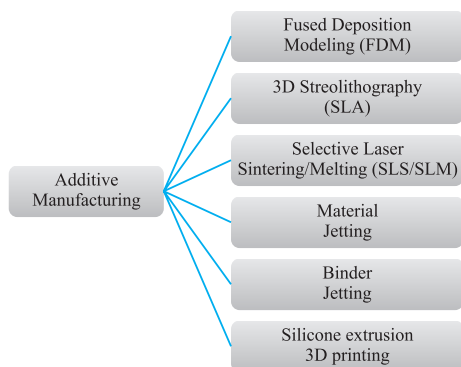 Fused Deposition
Modeling (FDM)
3D Streolithography
(SLA)
Selective Laser
Sintering/Melting (SLS/SLM)
Additive
Manufacturing
Material
Jetting
Binder
Jetting
Silicone extrusion
3D printing